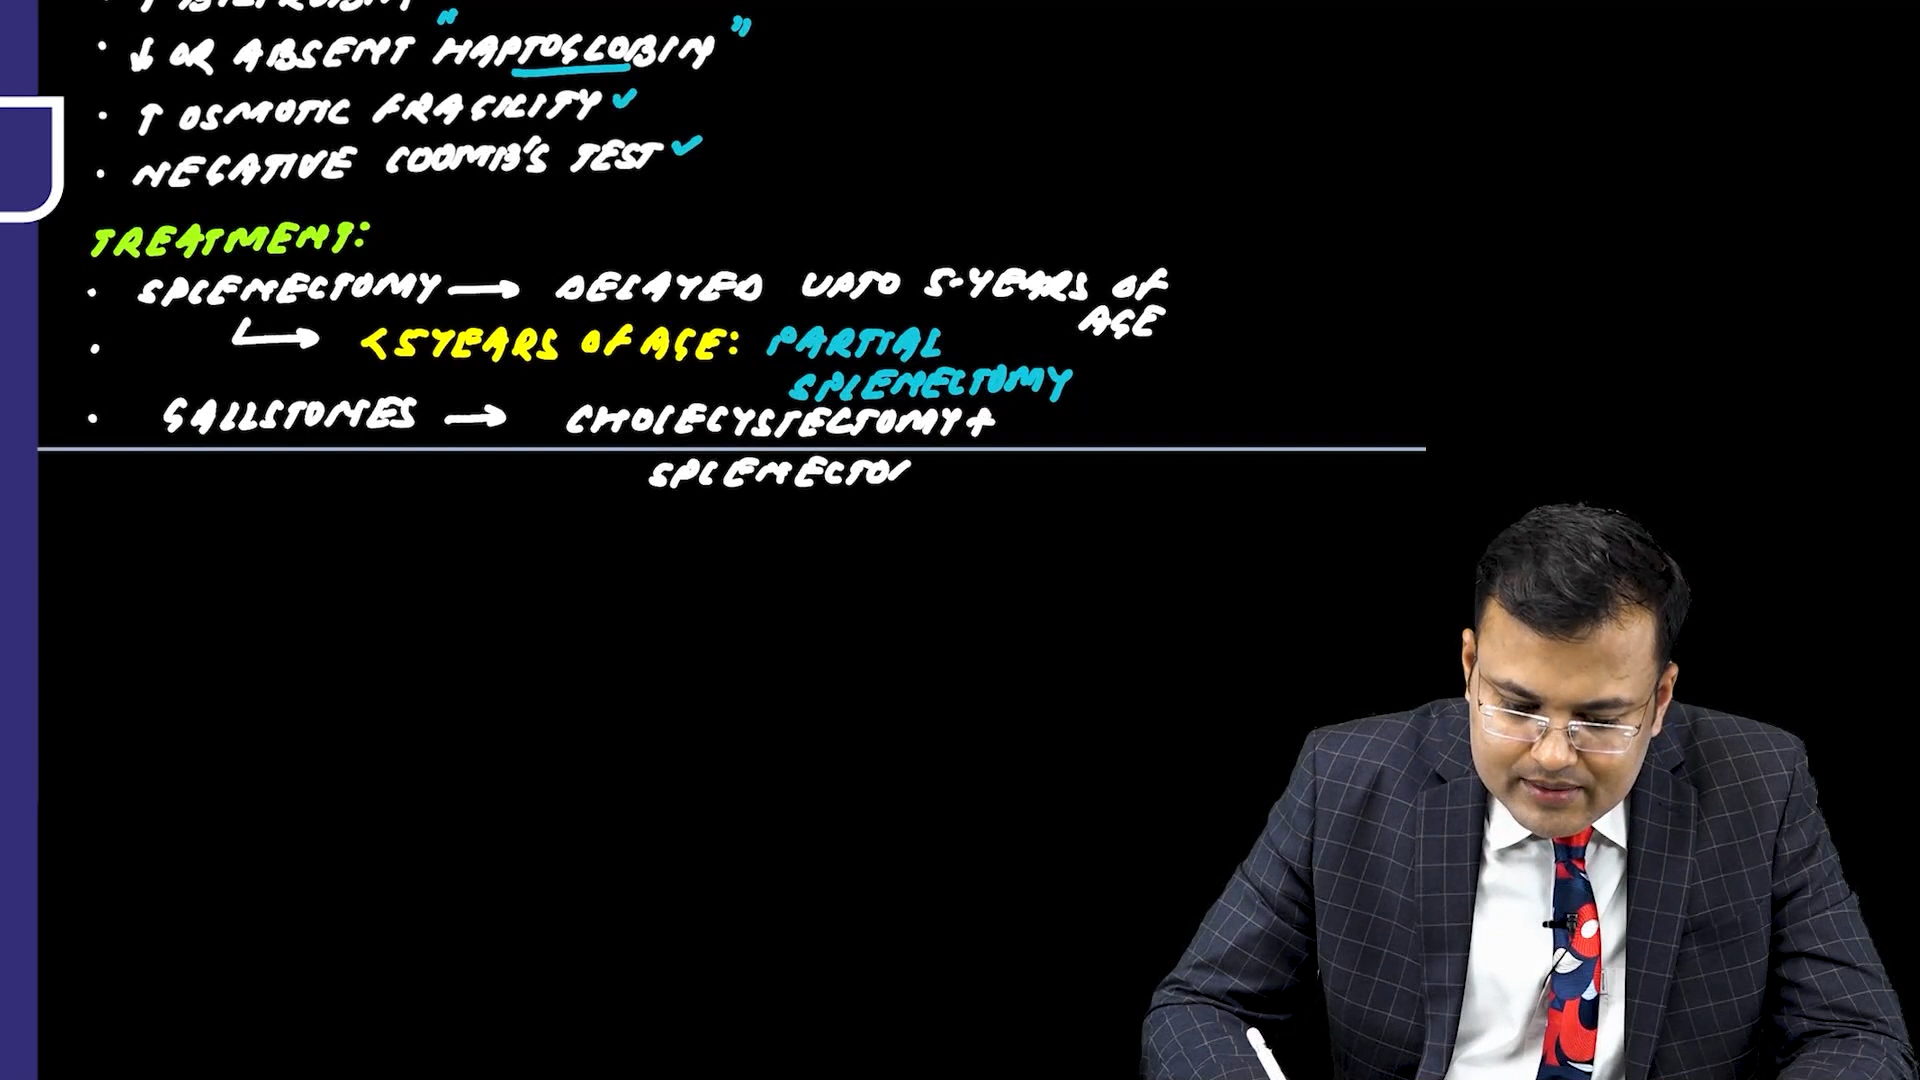 ↑ BILIRUBIN
• ↓ OR ABSENT "HAPTOGLOBIN"
• ↑ OSMOTIC FRAGILITY ✓
• NEGATIVE COOMB'S TEST ✓
TREATMENT:
• SPLENECTOMY → DELAYED UPTO 5-YEARS OF
AGE
• ↳ <5YEARS OF AGE: PARTIAL
SPLENECTOMY
• GALLSTONES → CHOLECYSTECTOMY +
SPLENECTO